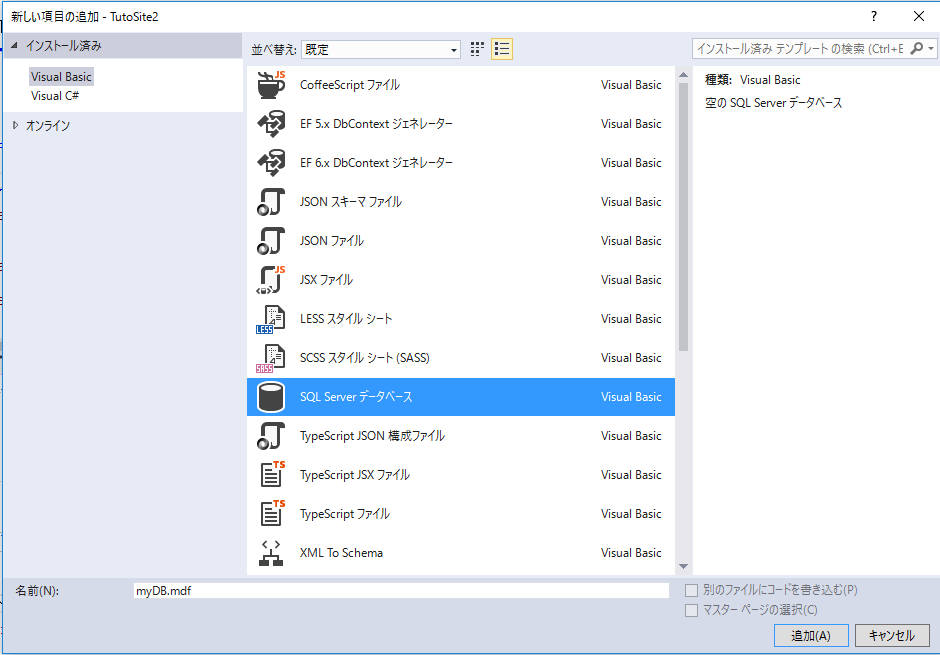 新しい項目の追加 - TutoSite2
?
インストール済み
並べ替え: 既定
インストール済み テンプレート の検索 (Ctrl+E
Visual Basic
Visual C#
オンライン
JS
CoffeeScript ファイル Visual Basic
EF 5.x DbContext ジェネレーター Visual Basic
EF 6.x DbContext ジェネレーター Visual Basic
JSON スキーマ ファイル Visual Basic
JSON ファイル Visual Basic
JS
JSX ファイル Visual Basic
LESS
LESS スタイル シート Visual Basic
SASS
SCSS スタイル シート (SASS) Visual Basic
SQL Server データベース Visual Basic
TypeScript JSON 構成ファイル Visual Basic
TS
TypeScript JSX ファイル Visual Basic
TS
TypeScript ファイル Visual Basic
XML To Schema Visual Basic
種類: Visual Basic
空の SQL Server データベース
名前(N): myDB.mdf
別のファイルにコードを書き込む(P)
マスター ページの選択(C)
追加(A)
キャンセル